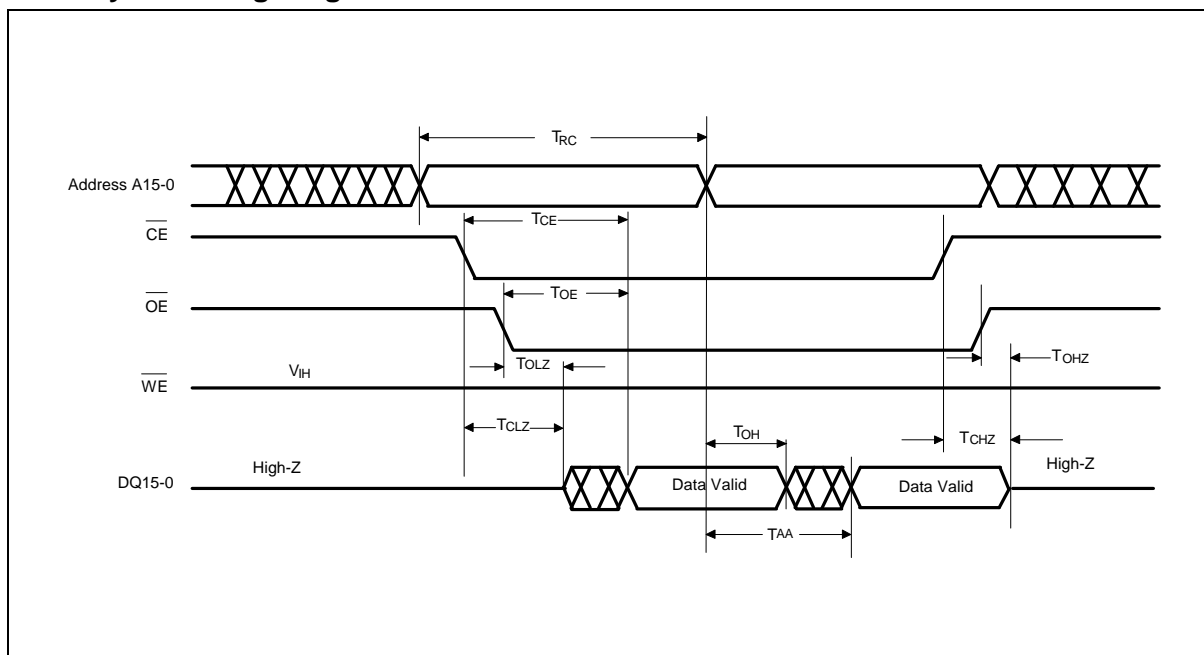 TRC
Address A15-0
TCE
CE
TOE
OE
TOLZ
TOHZ
VIH
WE
TCLZ
TOH
TCHZ
High-Z
High-Z
DQ15-0
Data Valid
Data Valid
TAA